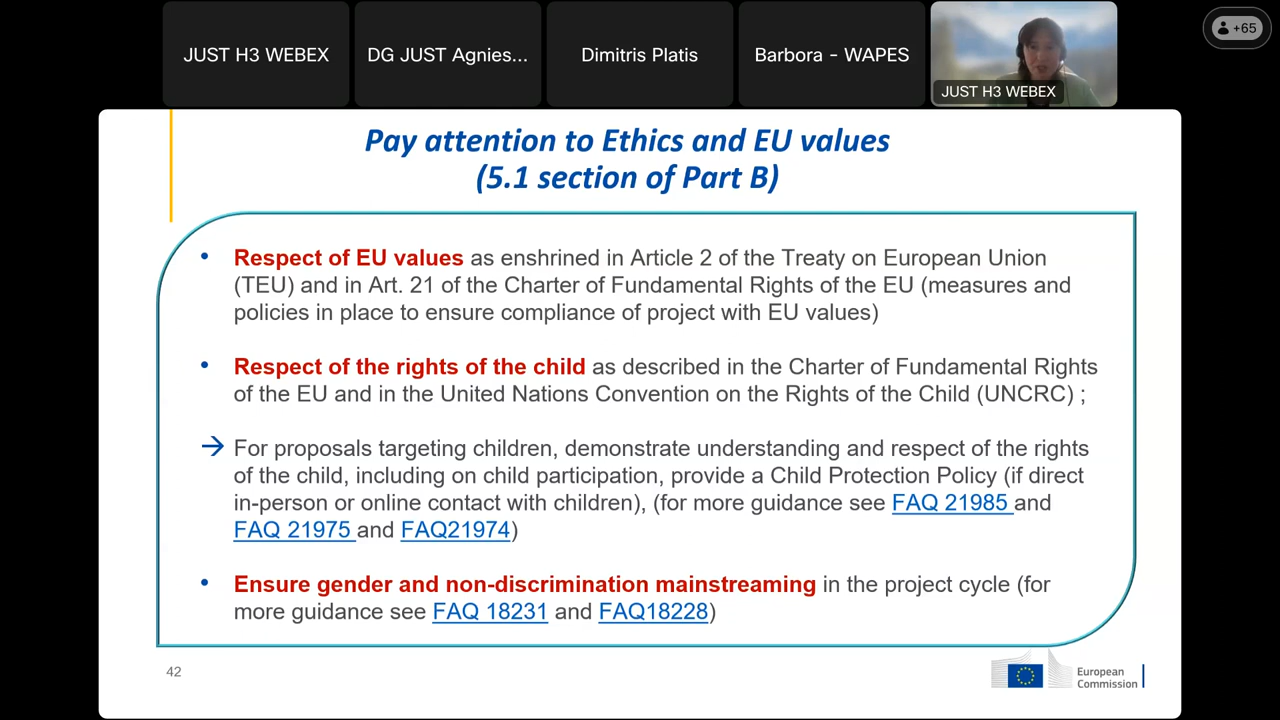 JUST H3 WEBEX
DG JUST Agnies...
Dimitris Platis
Barbora - WAPES
JUST H3 WEBEX
+65
Pay attention to Ethics and EU values
(5.1 section of Part B)
• Respect of EU values as enshrined in Article 2 of the Treaty on European Union
(TEU) and in Art. 21 of the Charter of Fundamental Rights of the EU (measures and
policies in place to ensure compliance of project with EU values)
• Respect of the rights of the child as described in the Charter of Fundamental Rights
of the EU and in the United Nations Convention on the Rights of the Child (UNCRC) ;
→ For proposals targeting children, demonstrate understanding and respect of the rights
of the child, including on child participation, provide a Child Protection Policy (if direct
in-person or online contact with children), (for more guidance see FAQ 21985 and
FAQ 21975 and FAQ21974)
• Ensure gender and non-discrimination mainstreaming in the project cycle (for
more guidance see FAQ 18231 and FAQ18228)
42
European
Commission